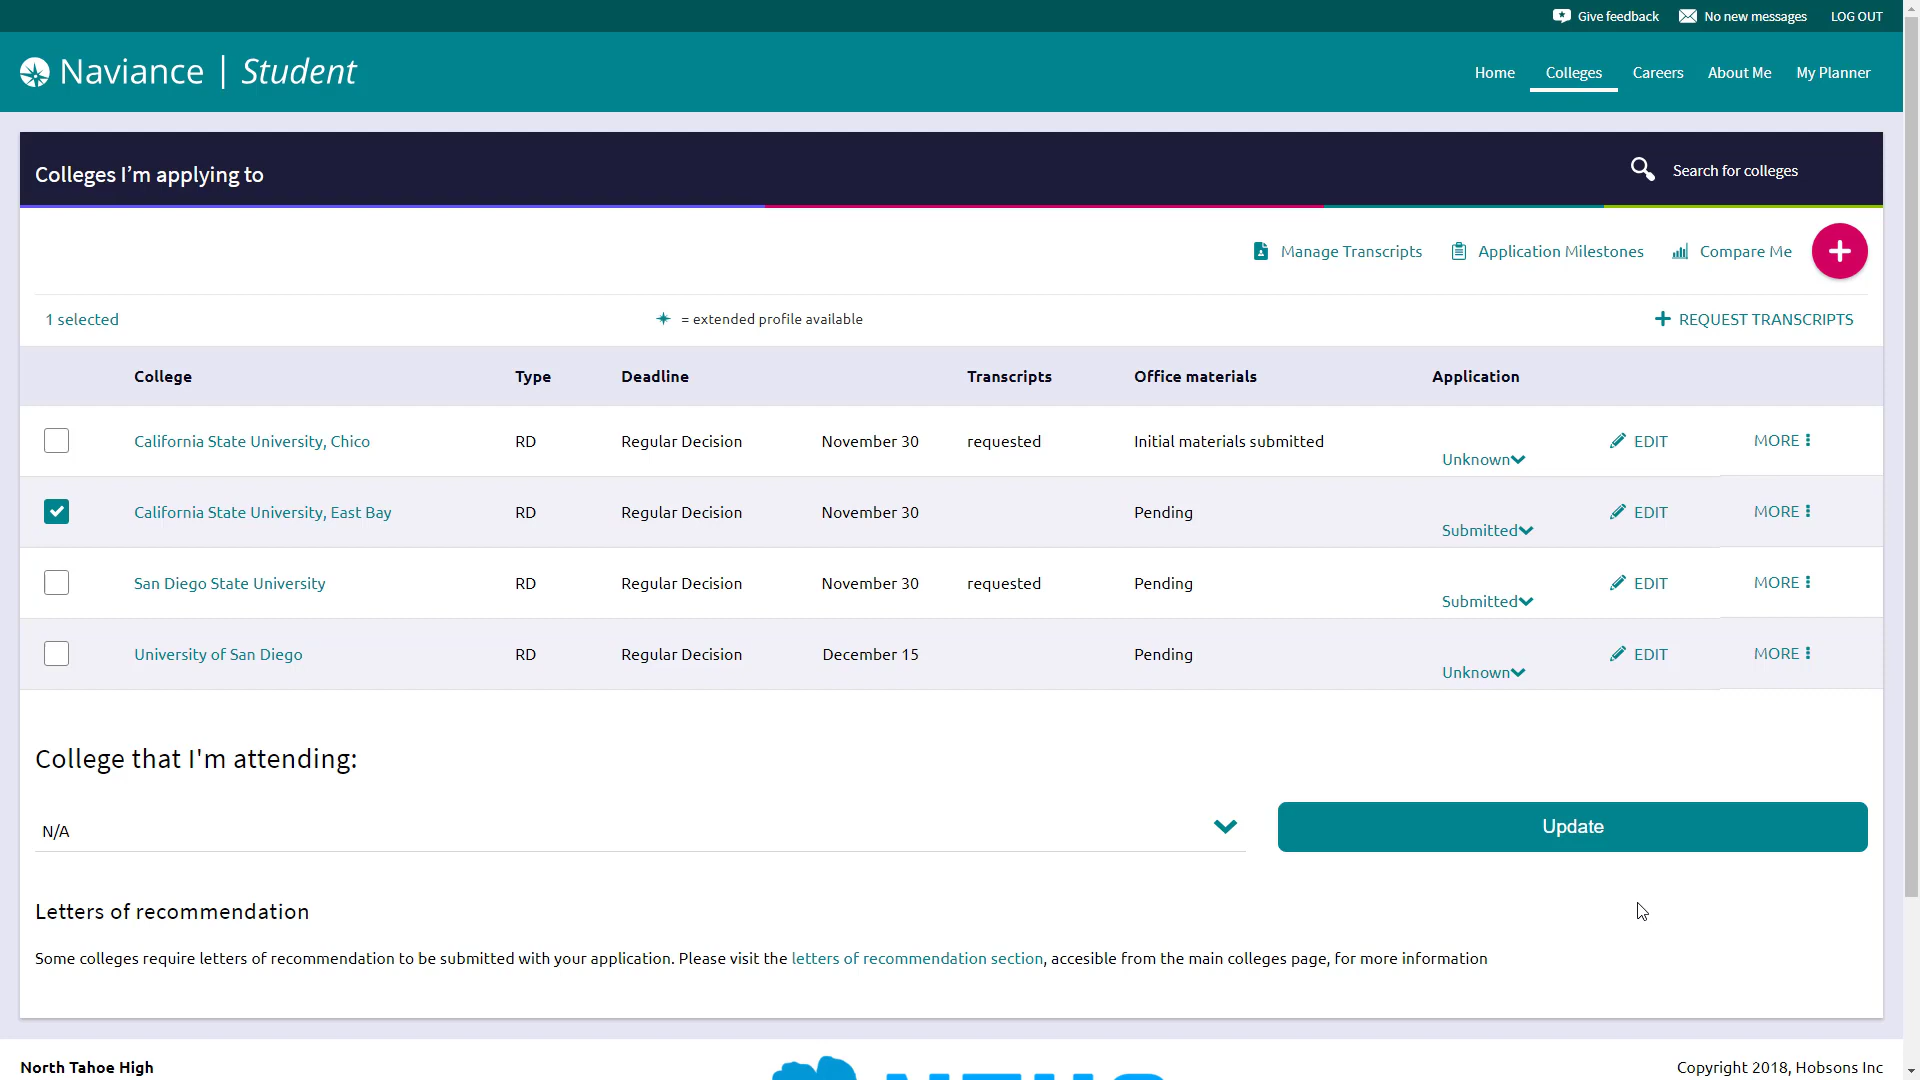 Give feedback No new messages LOG OUT
Naviance | Student
Home Colleges Careers About Me My Planner
Colleges I’m applying to
Search for colleges
Manage Transcripts Application Milestones Compare Me
1 selected = extended profile available + REQUEST TRANSCRIPTS
College Type Deadline Transcripts Office materials Application
California State University, Chico RD Regular Decision November 30 requested Initial materials submitted Unknown EDIT MORE
California State University, East Bay RD Regular Decision November 30 Pending Submitted EDIT MORE
San Diego State University RD Regular Decision November 30 requested Pending Submitted EDIT MORE
University of San Diego RD Regular Decision December 15 Pending Unknown EDIT MORE
College that I'm attending:
N/A
Update
Letters of recommendation
Some colleges require letters of recommendation to be submitted with your application. Please visit the letters of recommendation section, accesible from the main colleges page, for more information
North Tahoe High
Copyright 2018, Hobsons Inc